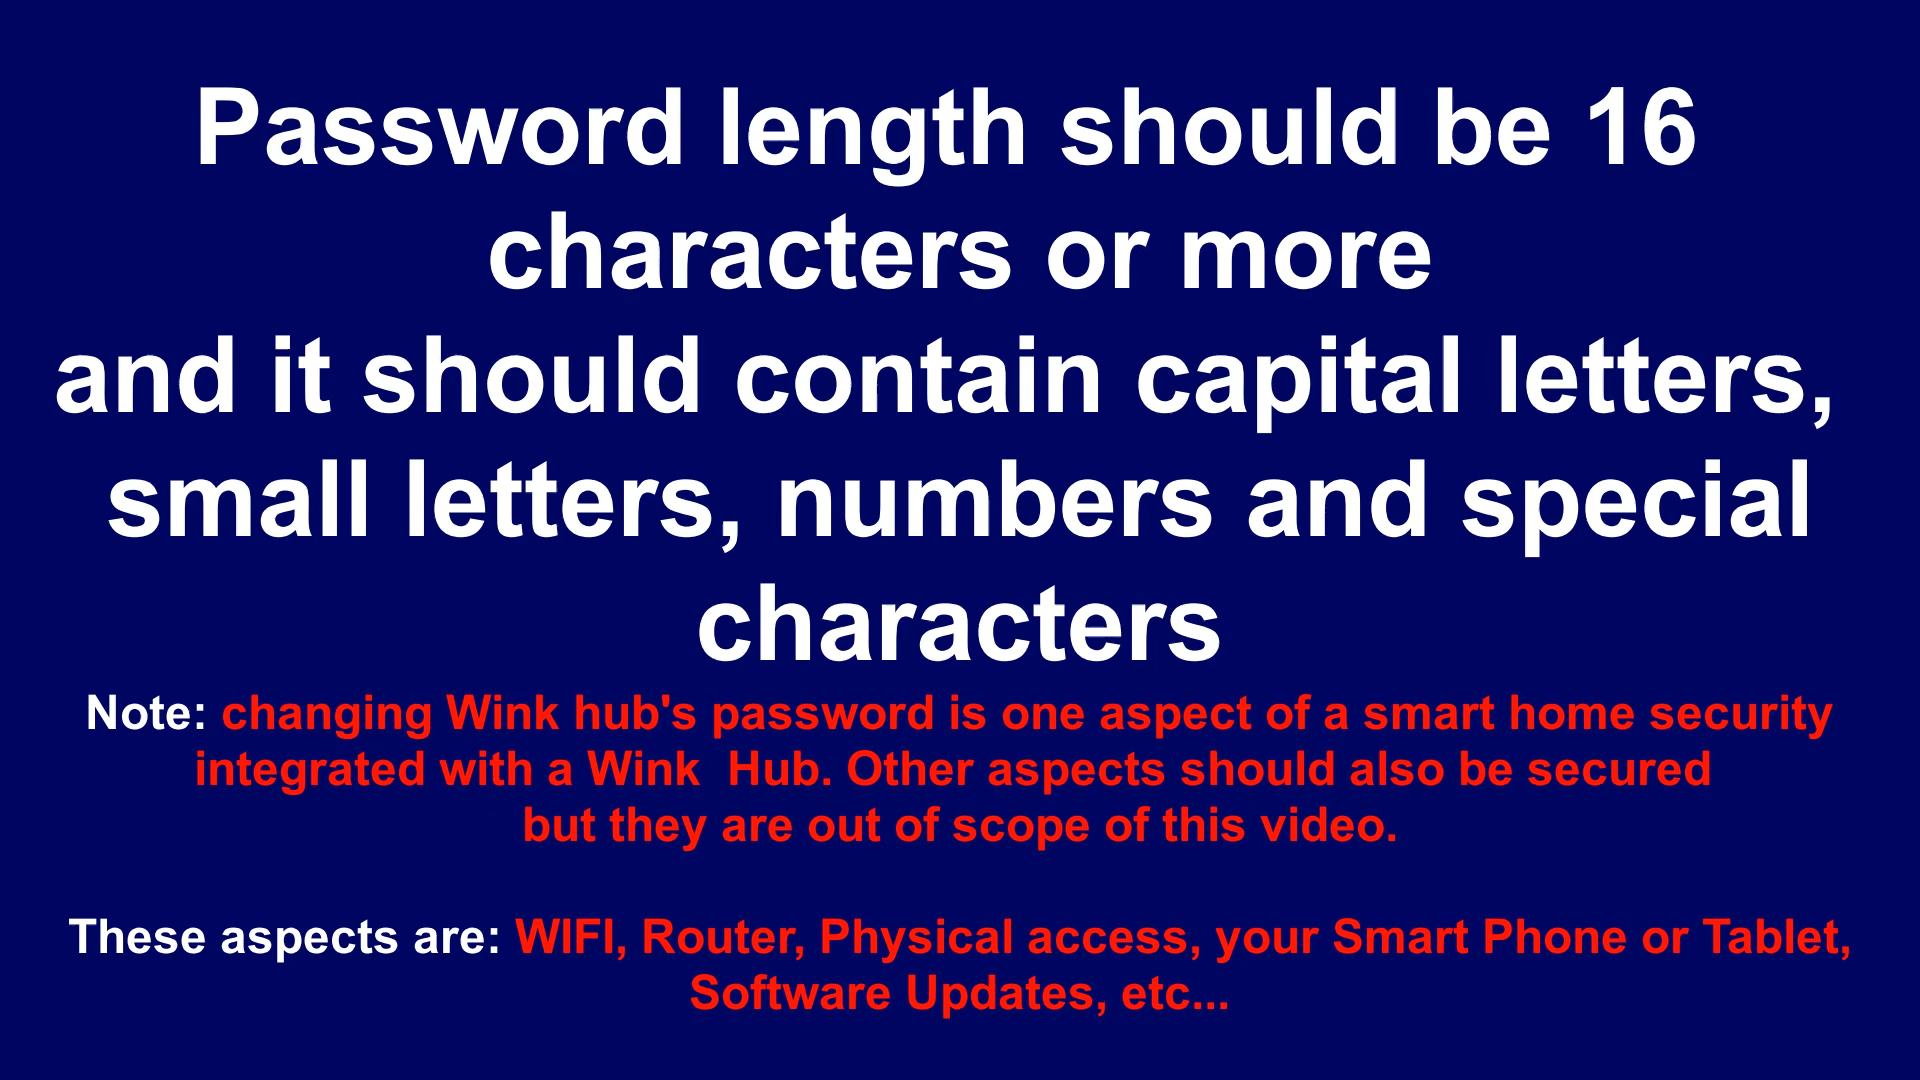 Password length should be 16
characters or more
and it should contain capital letters,
small letters, numbers and special
characters
Note: changing Wink hub's password is one aspect of a smart home security
integrated with a Wink  Hub. Other aspects should also be secured
but they are out of scope of this video.
These aspects are: WIFI, Router, Physical access, your Smart Phone or Tablet,
Software Updates, etc...